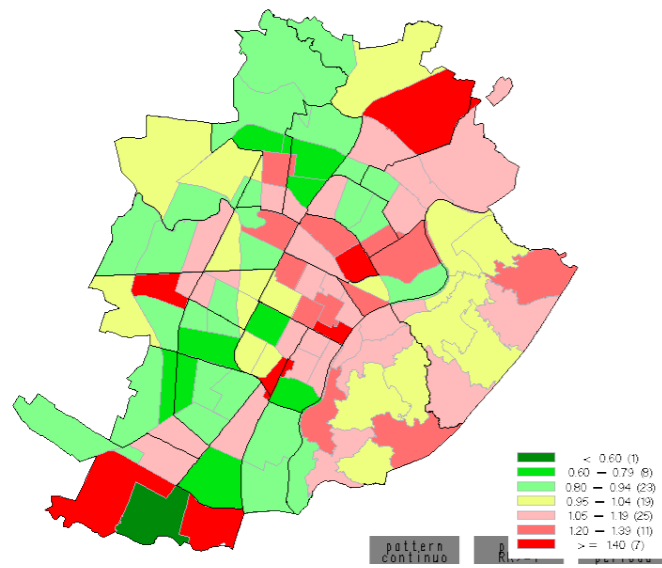 < 0.60 (1)
0.60 – 0.79 (8)
0.80 – 0.94 (23)
0.95 – 1.04 (19)
1.05 – 1.19 (25)
1.20 – 1.39 (11)
>= 1.40 (7)
pattern
continuo